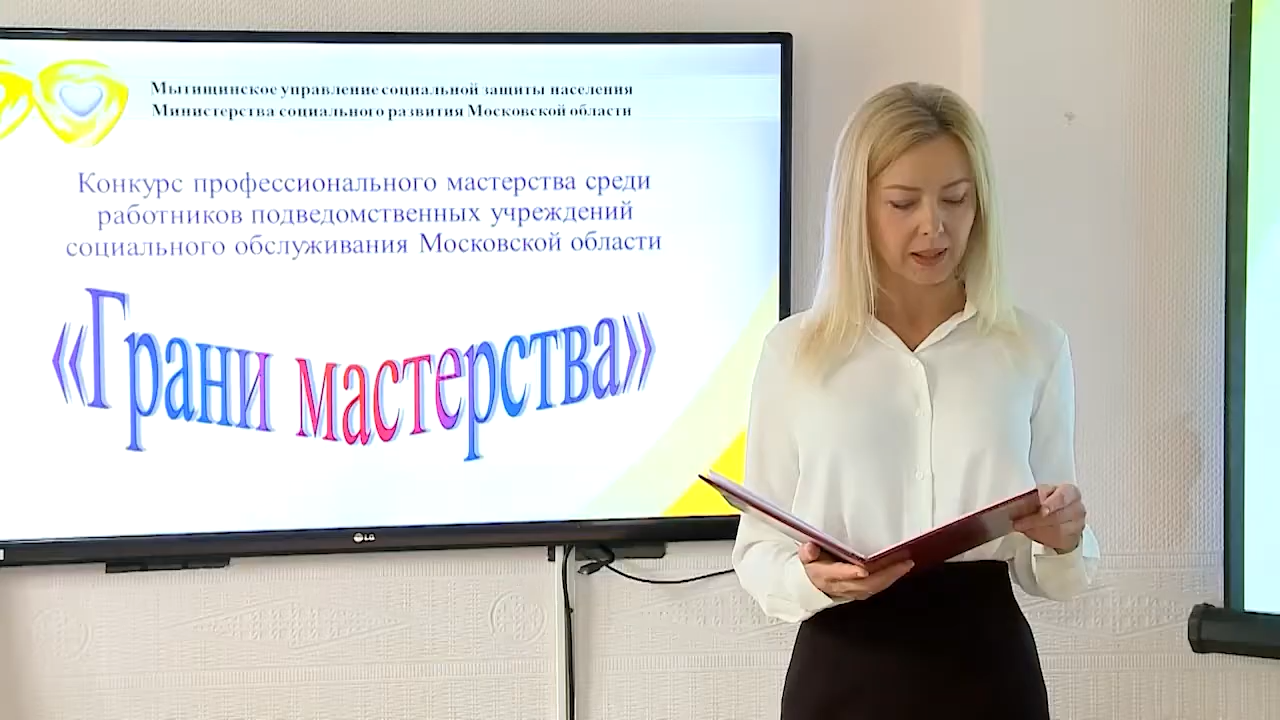 Мытищинское управление социальной защиты населения
Министерства социального развития Московской области
Конкурс профессионального мастерства среди
работников подведомственных учреждений
социального обслуживания Московской области
«Грани мастерства»
LG